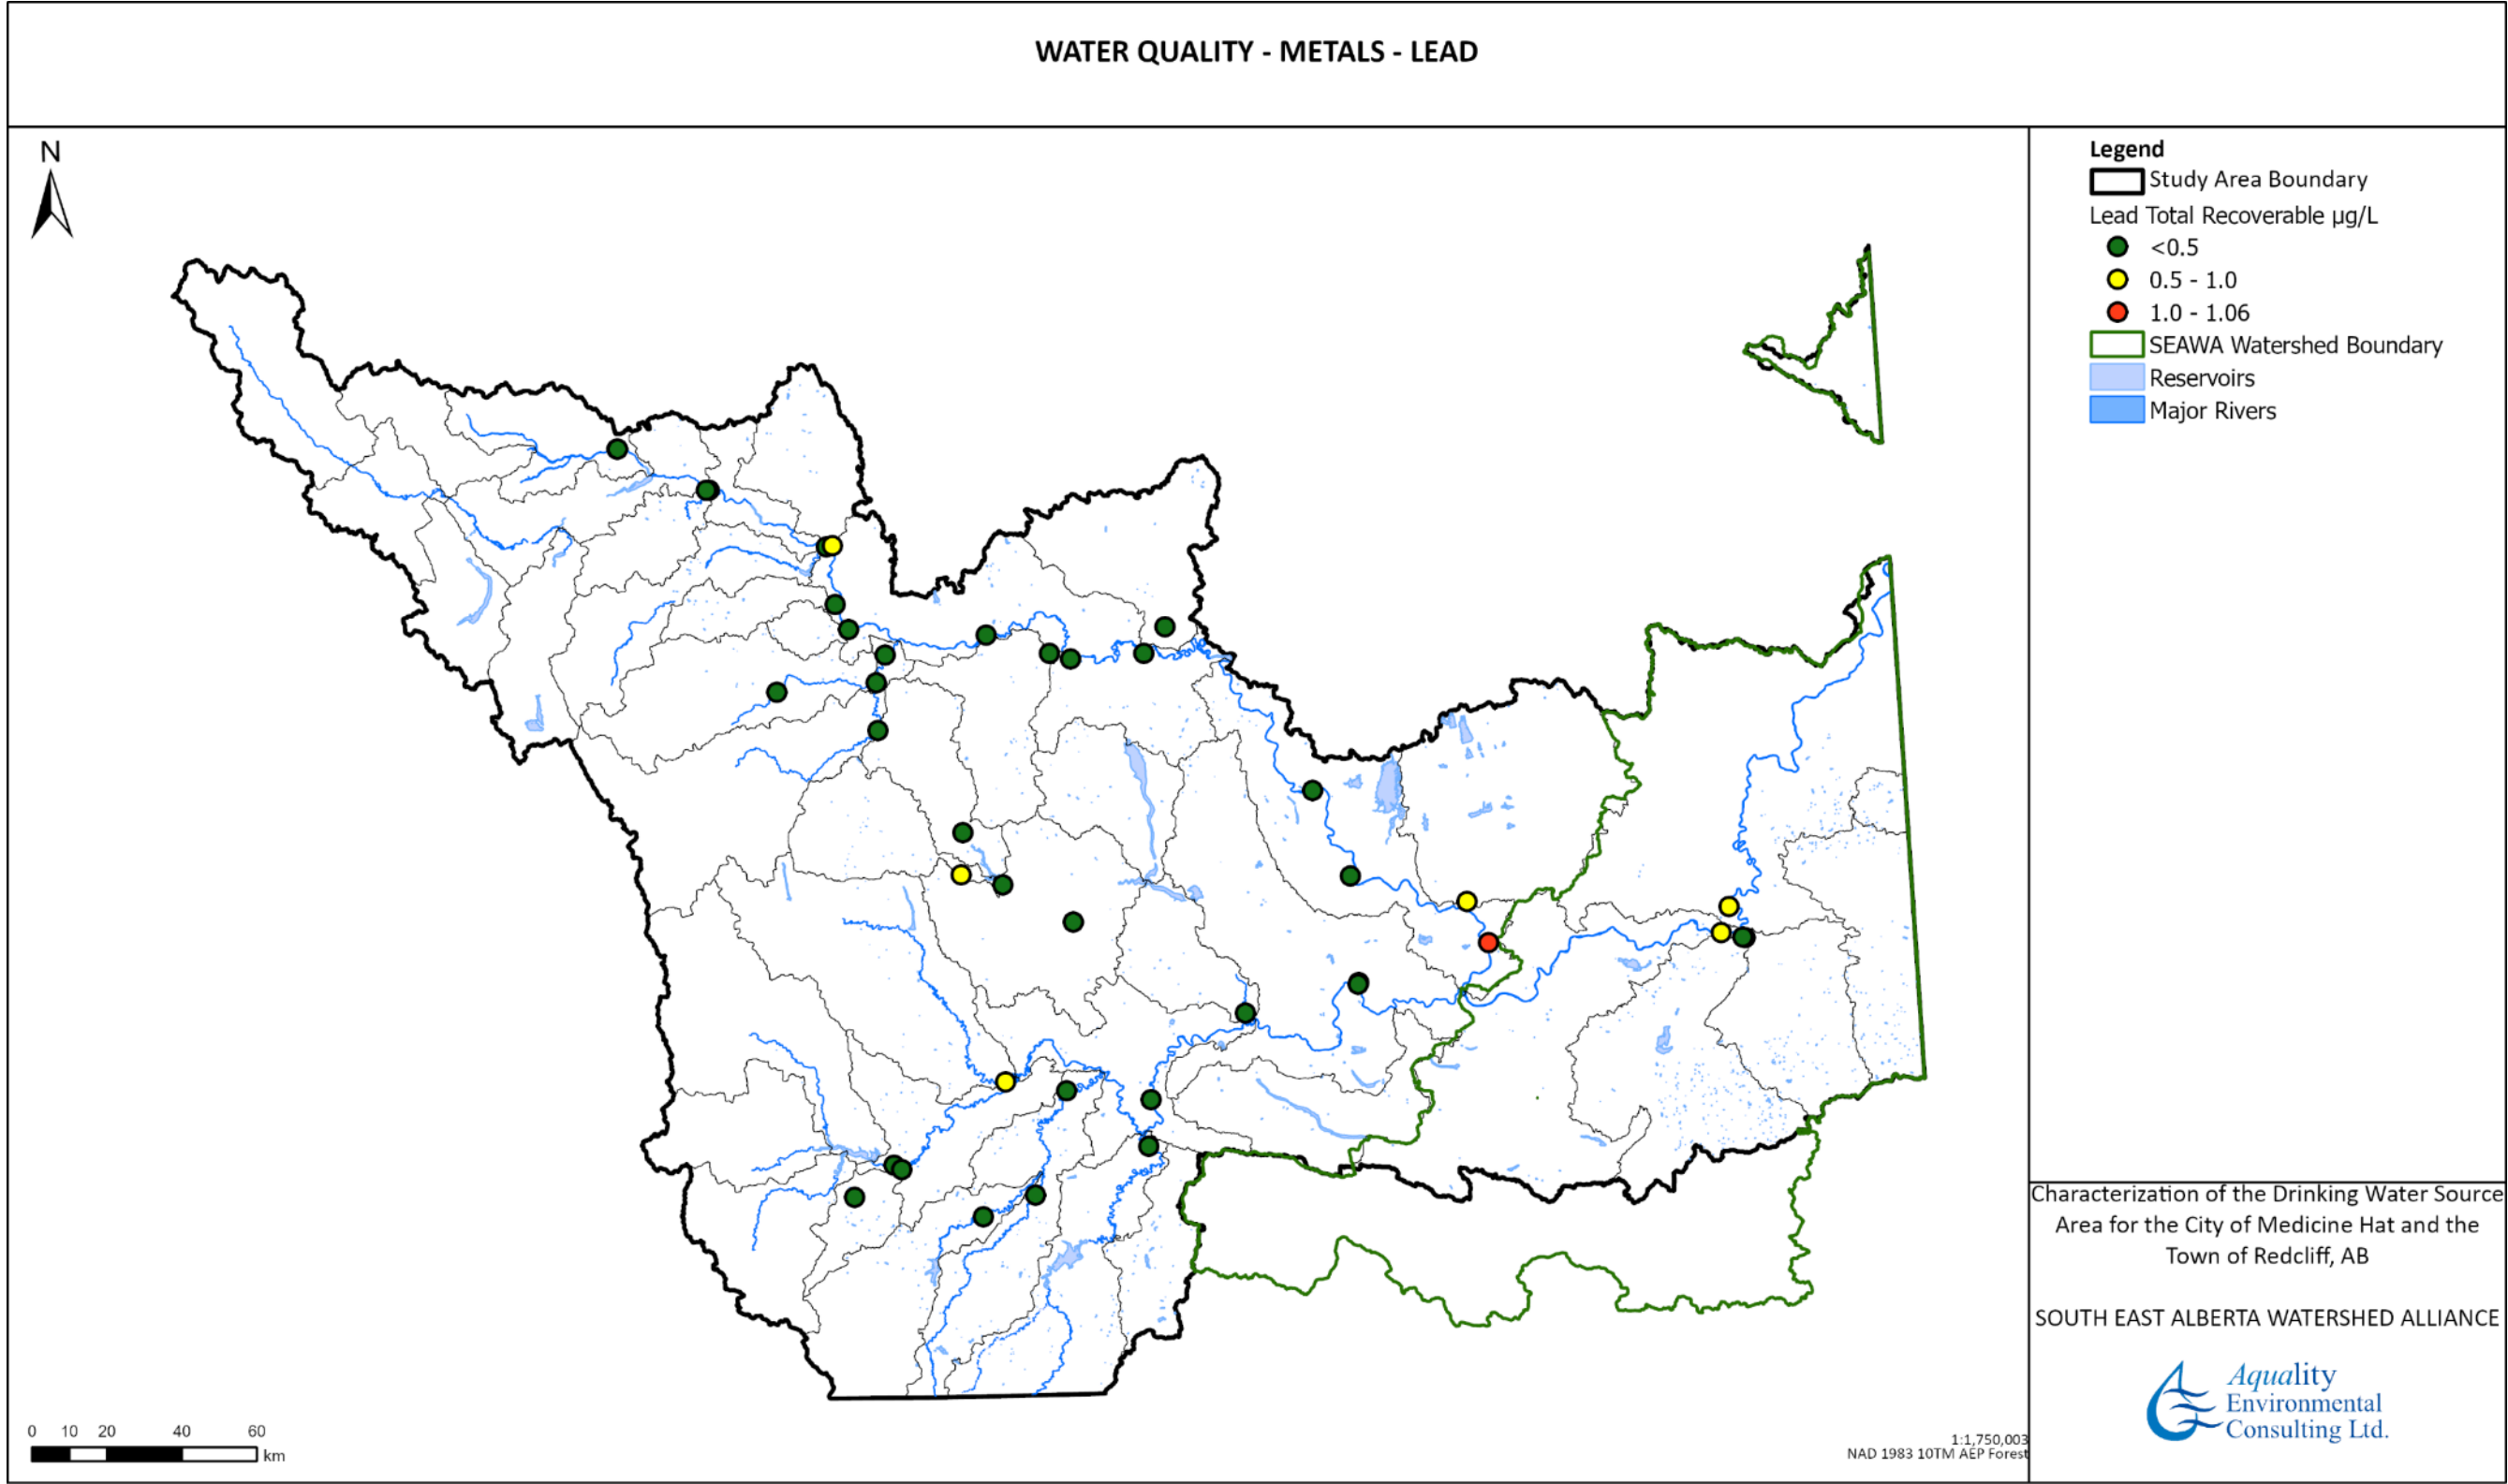 WATER QUALITY - METALS - LEAD
N
Legend
Study Area Boundary
Lead Total Recoverable µg/L
<0.5
0.5 - 1.0
1.0 - 1.06
SEAWA Watershed Boundary
Reservoirs
Major Rivers
Characterization of the Drinking Water Source
Area for the City of Medicine Hat and the
Town of Redcliff, AB
SOUTH EAST ALBERTA WATERSHED ALLIANCE
Aquality
Environmental
Consulting Ltd.
0 10 20 40 60
km
1:1,750,003
NAD 1983 10TM AEP Forest